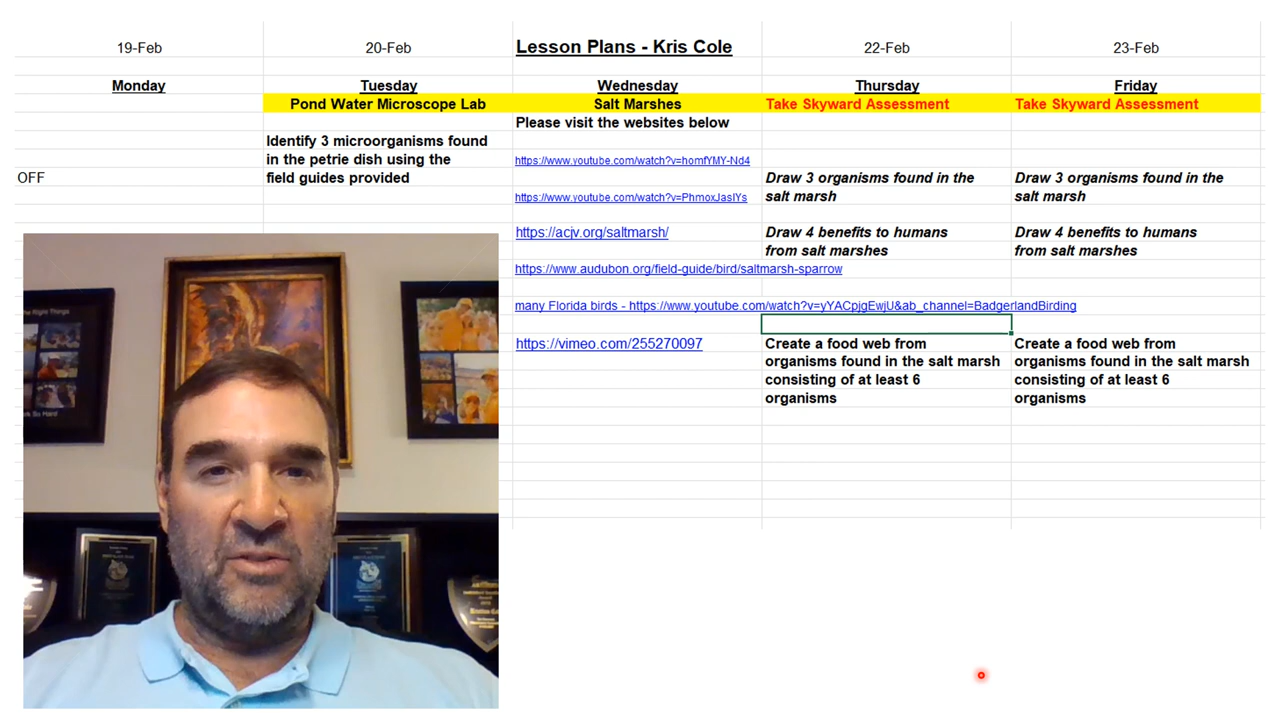 19-Feb
20-Feb
Lesson Plans - Kris Cole
22-Feb
23-Feb
Monday
Tuesday
Wednesday
Thursday
Friday
Pond Water Microscope Lab
Salt Marshes
Take Skyward Assessment
Take Skyward Assessment
Please visit the websites below
OFF
Identify 3 microorganisms found
in the petrie dish using the
field guides provided
https://www.youtube.com/watch?v=homfYMY-Nd4
https://www.youtube.com/watch?v=PhmoxJasIYs
https://acjv.org/saltmarsh/
https://www.audubon.org/field-guide/bird/saltmarsh-sparrow
many Florida birds - https://www.youtube.com/watch?v=yYACpjgEwjU&ab_channel=BadgerlandBirding
https://vimeo.com/255270097
Draw 3 organisms found in the
salt marsh
Draw 4 benefits to humans
from salt marshes
Create a food web from
organisms found in the salt marsh
consisting of at least 6
organisms
Draw 3 organisms found in the
salt marsh
Draw 4 benefits to humans
from salt marshes
Create a food web from
organisms found in the salt marsh
consisting of at least 6
organisms
he Right Things
So Hard